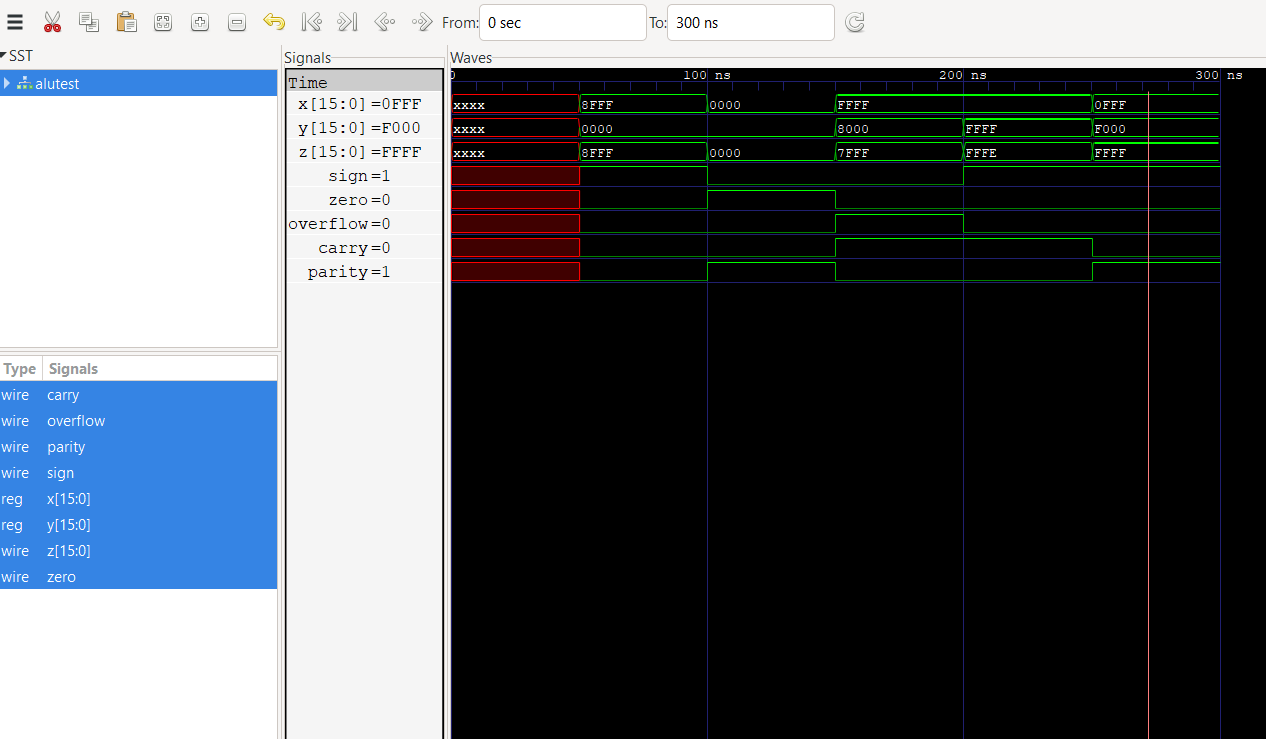 From: 0 sec To: 300 ns
SST
alutest
Type Signals
wire carry
wire overflow
wire parity
wire sign
reg x[15:0]
reg y[15:0]
wire z[15:0]
wire zero
Signals
Time
x[15:0]=0FFF
y[15:0]=F000
z[15:0]=FFFF
sign=1
zero=0
overflow=0
carry=0
parity=1
Waves
0 100 ns 200 ns 300 ns
xxxx 8FFF 0000 FFFF 0FFF
xxxx 0000 8000 FFFF F000
xxxx 8FFF 0000 7FFF FFFE FFFF